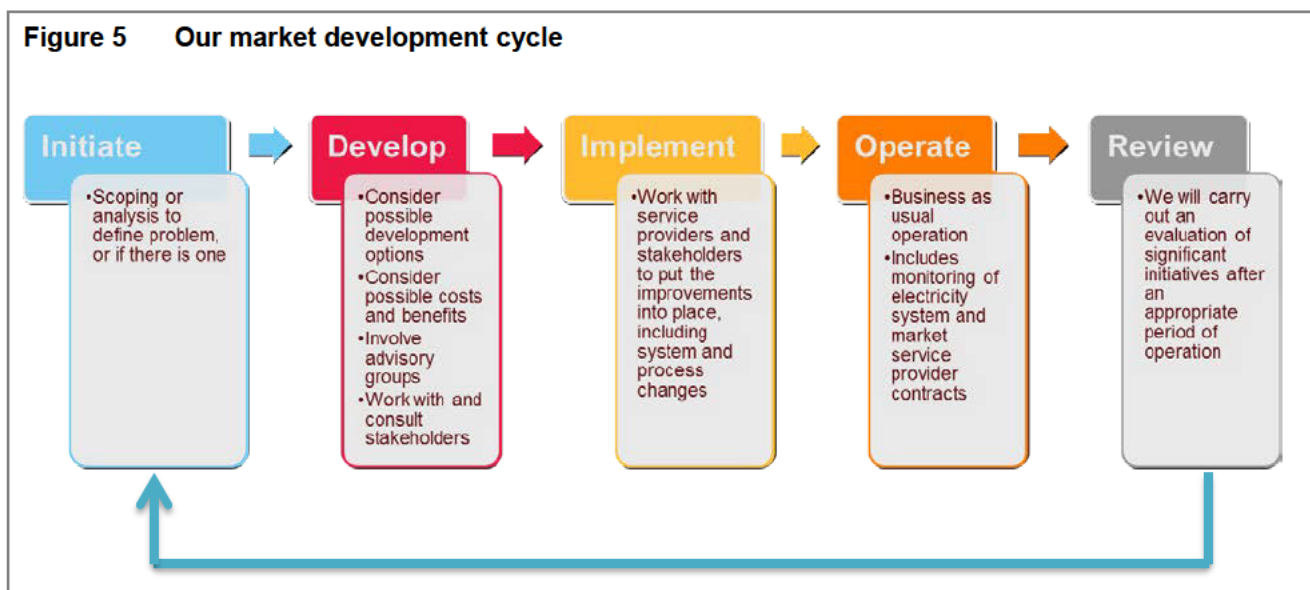 Figure 5 Our market development cycle
Initiate
•Scoping or
analysis to
define problem,
or if there is one
Develop
•Consider
possible
development
options
•Consider
possible costs
and benefits
•Involve
advisory
groups
•Work with and
consult
stakeholders
Implement
•Work with
service
providers and
stakeholders
to put the
improvements
into place,
including
system and
process
changes
Operate
•Business as
usual
operation
•Includes
monitoring of
electricity
system and
market
service
provider
contracts
Review
•We will carry
out an
evaluation of
significant
initiatives after
an
appropriate
period of
operation